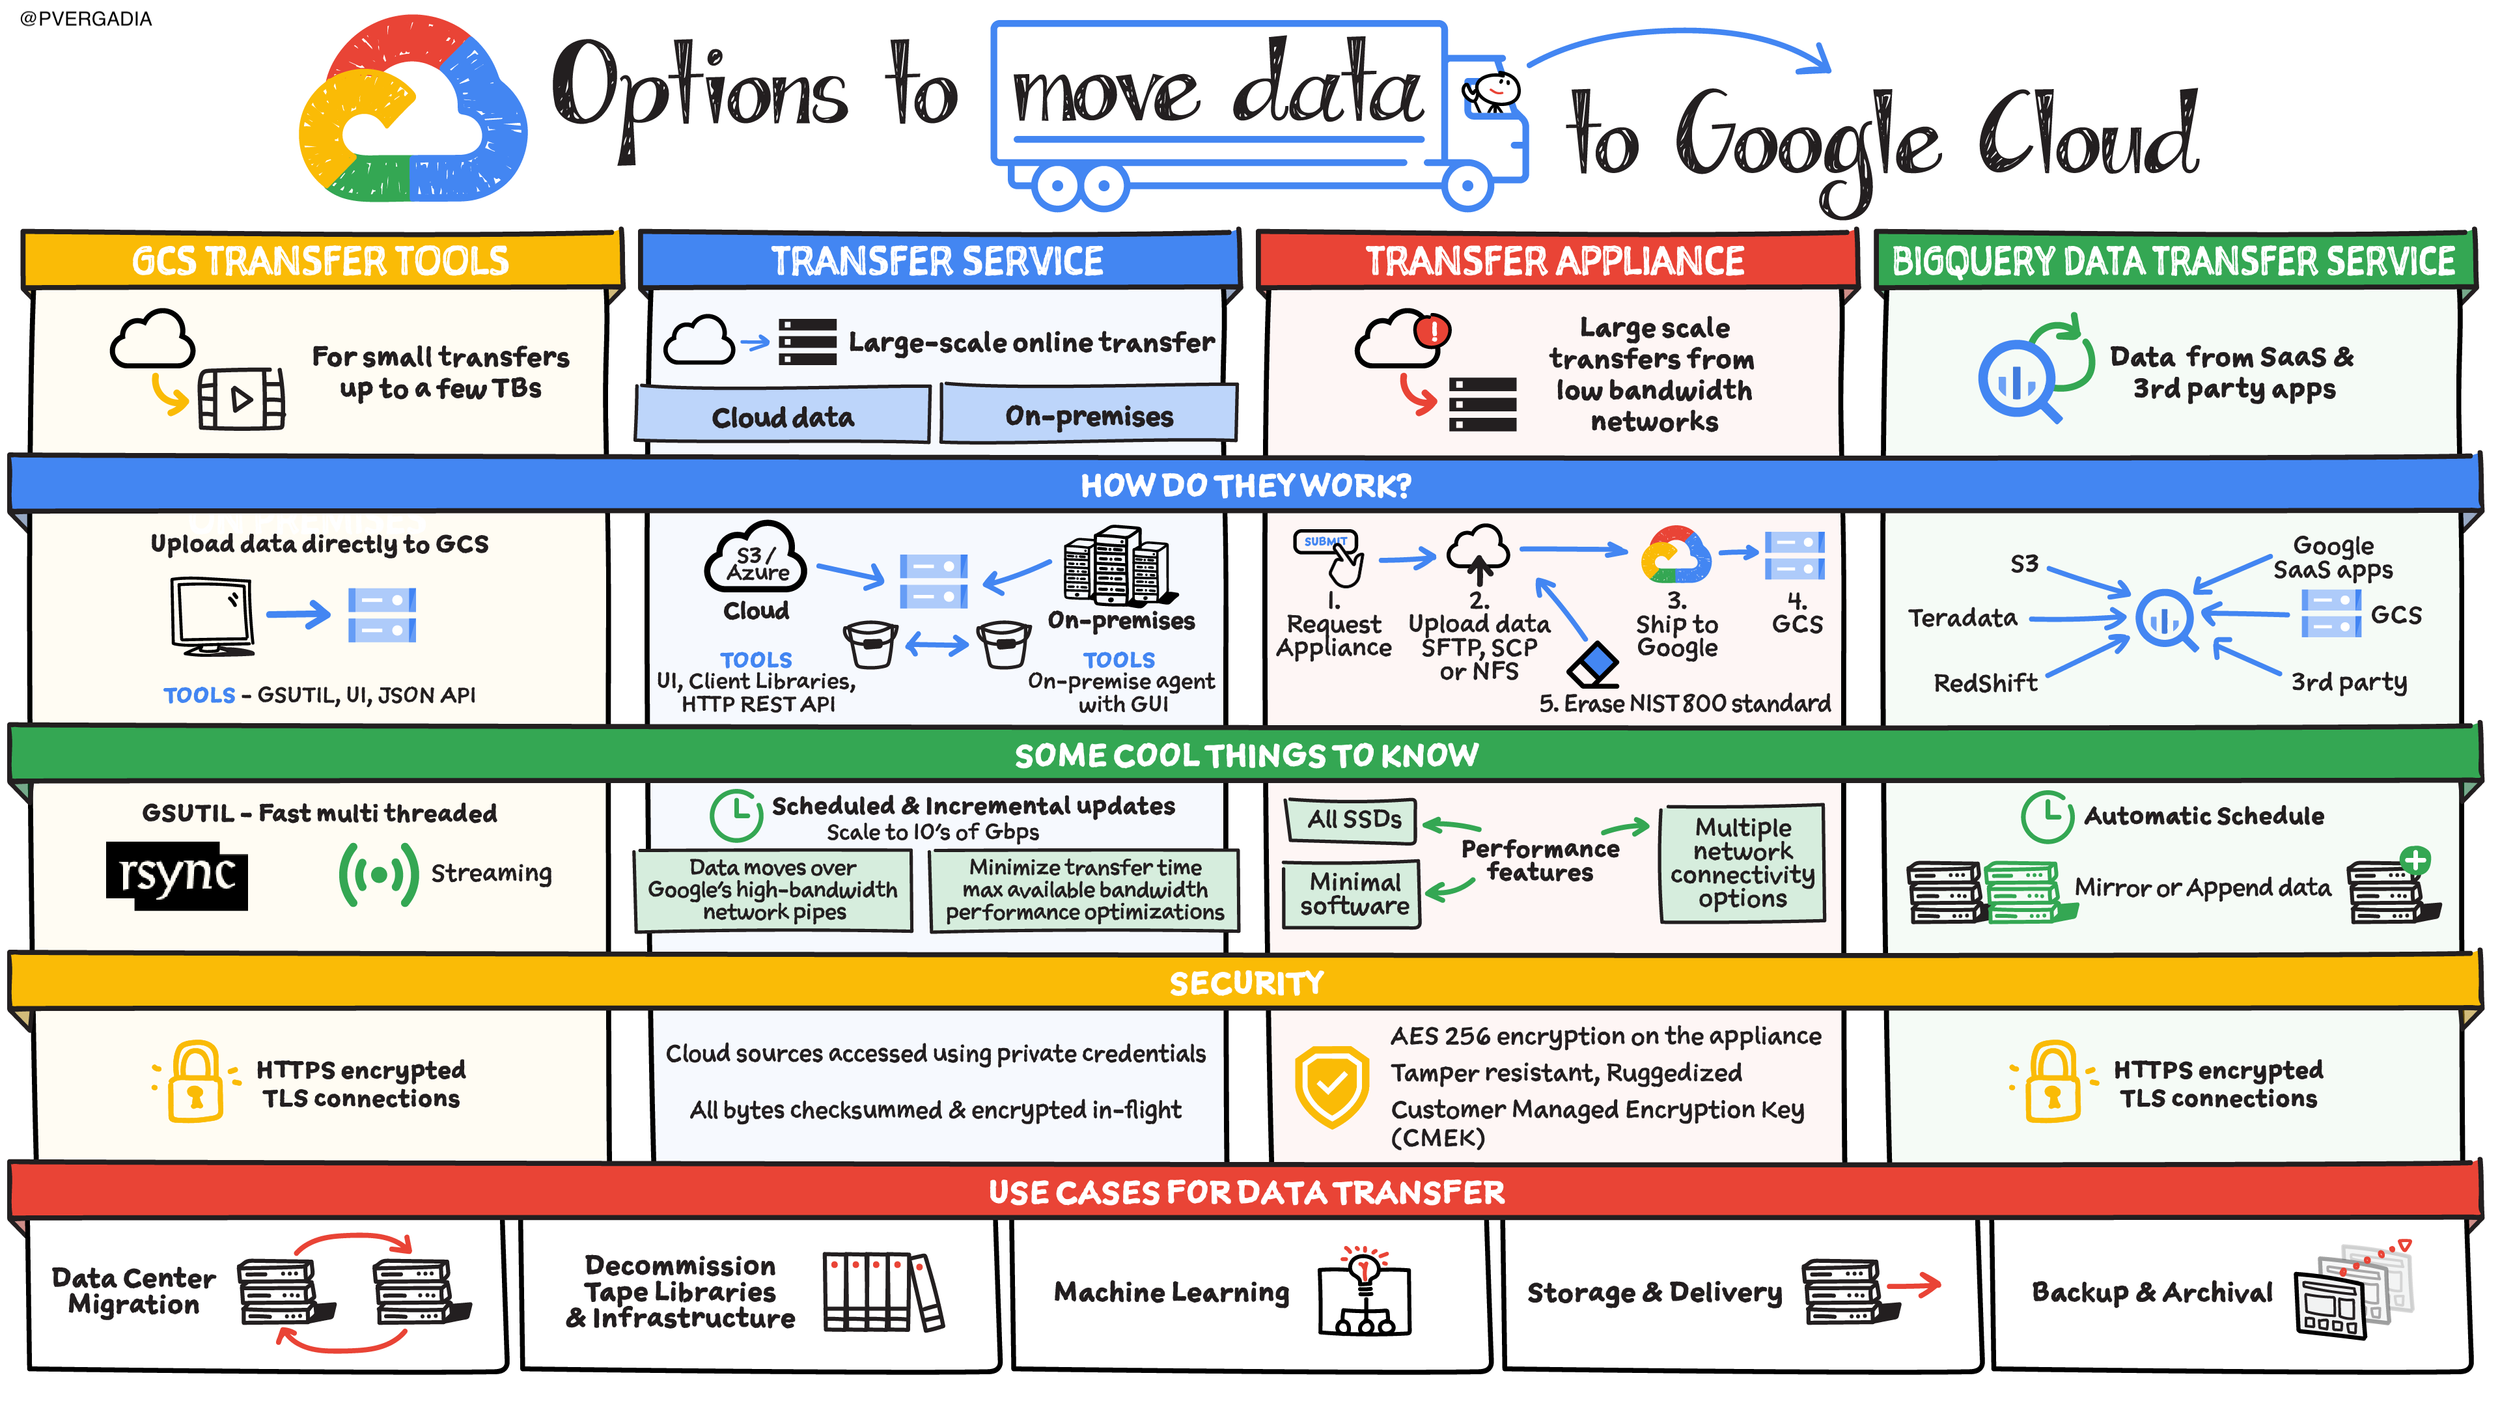 @PVERGADIA
Options to move data to Google Cloud
GCS TRANSFER TOOLS
For small transfers
up to a few TBs
TRANSFER SERVICE
Large-scale online transfer
Cloud data
On-premises
TRANSFER APPLIANCE
Large scale
transfers from
low bandwidth
networks
BIGQUERY DATA TRANSFER SERVICE
Data from SaaS &
3rd party apps
HOW DO THEY WORK?
Upload data directly to GCS
TOOLS - GSUTIL, UI, JSON API
S3 /
Azure
Cloud
On-premises
TOOLS
UI, Client Libraries,
HTTP REST API
TOOLS
On-premise agent
with GUI
SUBMIT
1.
Request
Appliance
2.
Upload data
SFTP, SCP
or NFS
3.
Ship to
Google
4.
GCS
5. Erase NIST 800 standard
S3
Teradata
RedShift
Google
SaaS apps
GCS
3rd party
SOME COOL THINGS TO KNOW
GSUTIL - Fast multi threaded
rsync
Streaming
Scheduled & Incremental updates
Scale to 10's of Gbps
Data moves over
Google's high-bandwidth
network pipes
Minimize transfer time
max available bandwidth
performance optimizations
All SSDs
Minimal
software
Performance
features
Multiple
network
connectivity
options
Automatic Schedule
Mirror or Append data
SECURITY
HTTPS encrypted
TLS connections
Cloud sources accessed using private credentials
All bytes checksummed & encrypted in-flight
AES 256 encryption on the appliance
Tamper resistant, Ruggedized
Customer Managed Encryption Key
(CMEK)
HTTPS encrypted
TLS connections
USE CASES FOR DATA TRANSFER
Data Center
Migration
Decommission
Tape Libraries
& Infrastructure
Machine Learning
Storage & Delivery
Backup & Archival